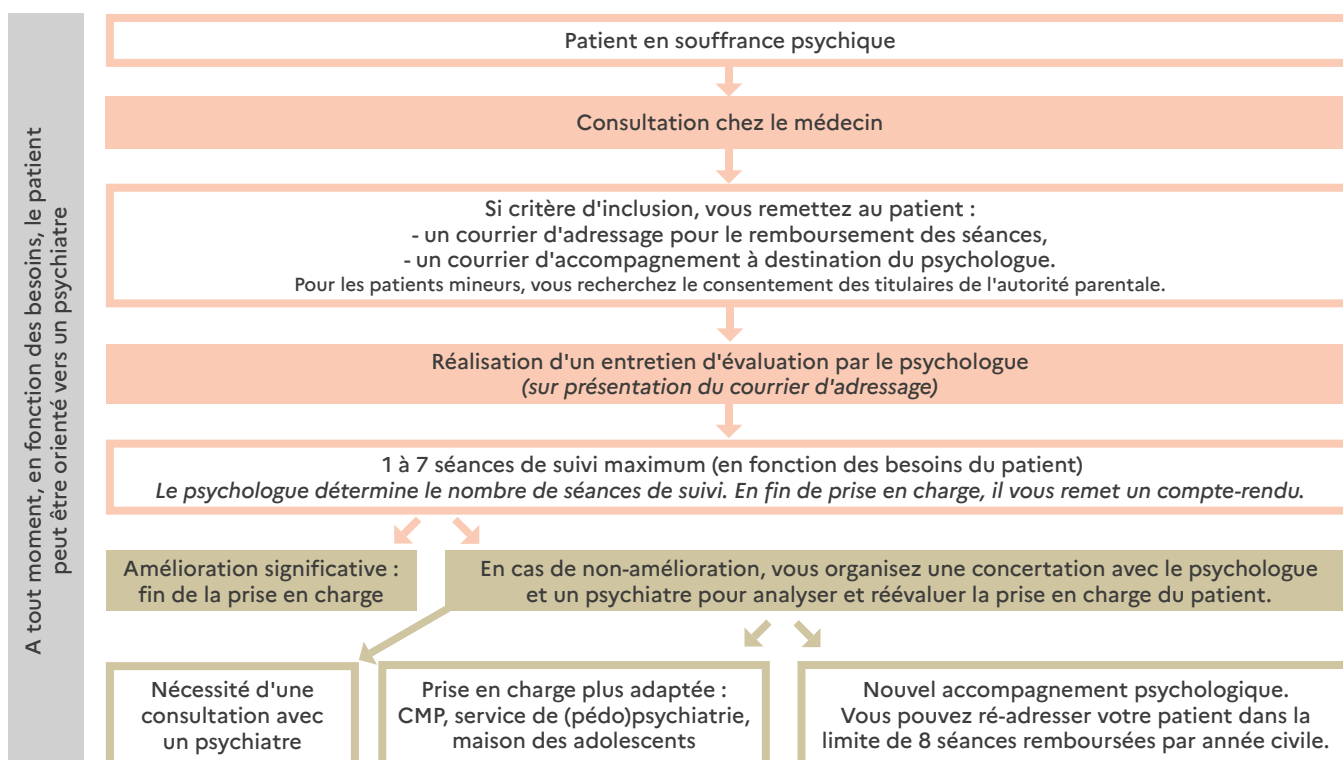 A tout moment, en fonction des besoins, le patient
peut être orienté vers un psychiatre
Patient en souffrance psychique
Consultation chez le médecin
Si critère d'inclusion, vous remettez au patient :
- un courrier d'adressage pour le remboursement des séances,
- un courrier d'accompagnement à destination du psychologue.
Pour les patients mineurs, vous recherchez le consentement des titulaires de l'autorité parentale.
Réalisation d'un entretien d'évaluation par le psychologue
(sur présentation du courrier d'adressage)
1 à 7 séances de suivi maximum (en fonction des besoins du patient)
Le psychologue détermine le nombre de séances de suivi. En fin de prise en charge, il vous remet un compte-rendu.
Amélioration significative :
fin de la prise en charge
En cas de non-amélioration, vous organisez une concertation avec le psychologue
et un psychiatre pour analyser et réévaluer la prise en charge du patient.
Nécessité d'une
consultation avec
un psychiatre
Prise en charge plus adaptée :
CMP, service de (pédo)psychiatrie,
maison des adolescents
Nouvel accompagnement psychologique.
Vous pouvez ré-adresser votre patient dans la
limite de 8 séances remboursées par année civile.